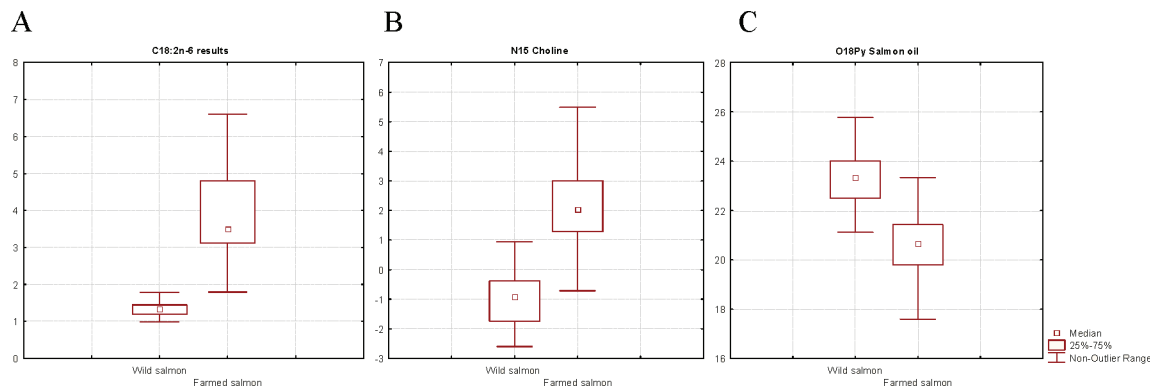 A
B
C
C18:2n-6 results
N15 Choline
O18Py Salmon oil
8
7
6
5
4
3
2
1
0
7
6
5
4
3
2
1
0
-1
-2
-3
28
26
24
22
20
18
16
Wild salmon
Farmed salmon
Wild salmon
Farmed salmon
Wild salmon
Farmed salmon
Median
25%-75%
Non-Outlier Range